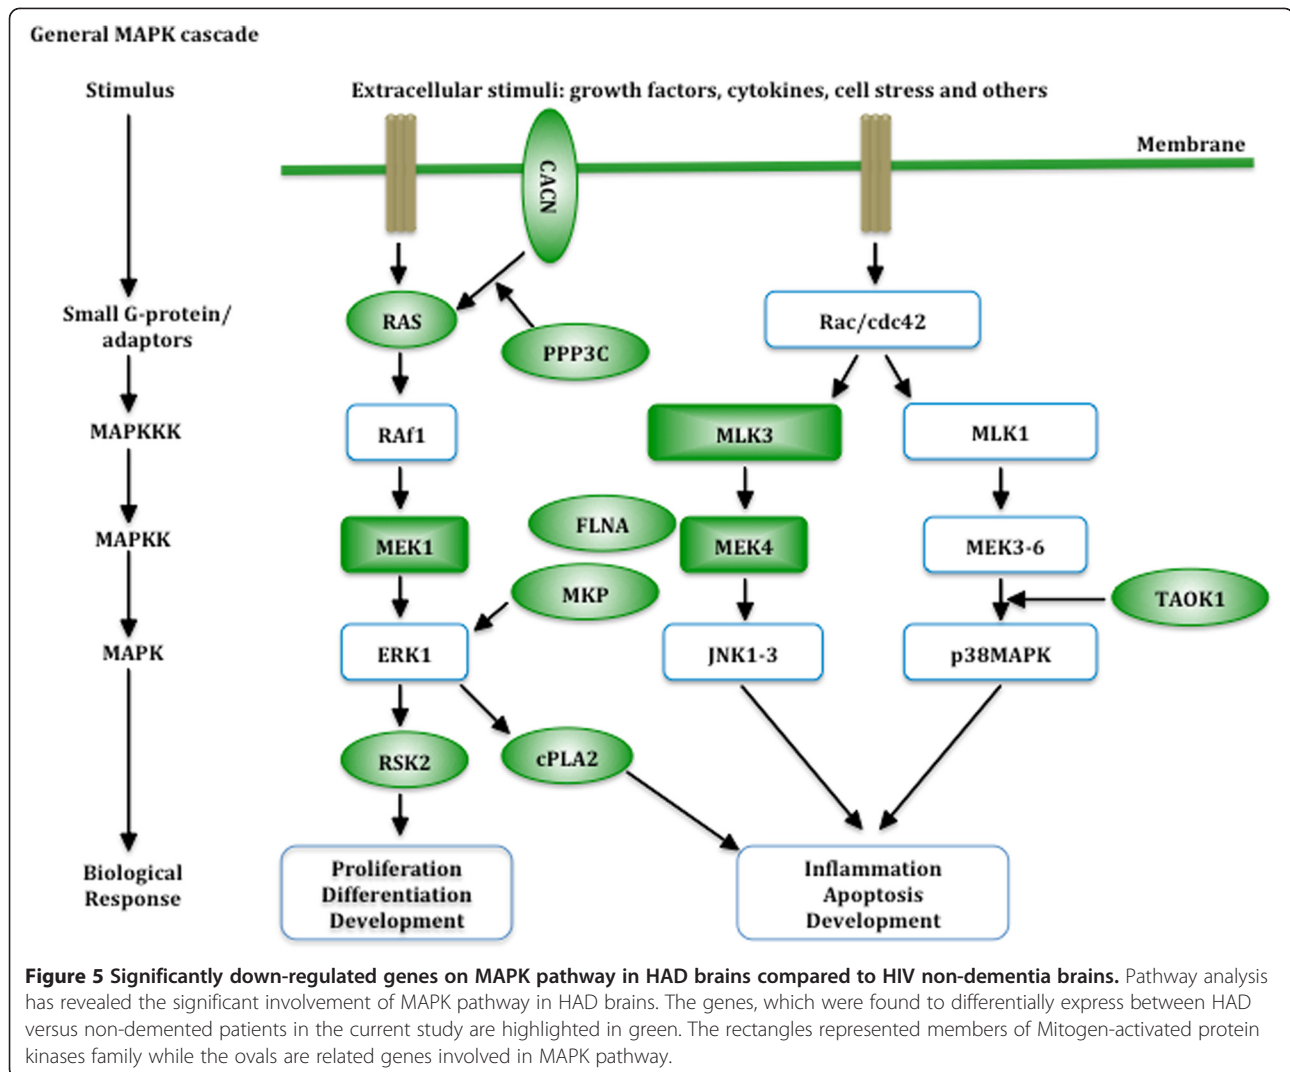 General MAPK cascade
Stimulus
Extracellular stimuli: growth factors, cytokines, cell stress and others
Membrane
CACN
Small G-protein/
adaptors
RAS
PPP3C
Rac/cdc42
MAPKKK
RAf1
MLK3
MLK1
MAPKK
MEK1
FLNA
MEK4
MEK3-6
MKP
TAOK1
MAPK
ERK1
JNK1-3
p38MAPK
RSK2
cPLA2
Biological
Response
Proliferation
Differentiation
Development
Inflammation
Apoptosis
Development
Figure 5 Significantly down-regulated genes on MAPK pathway in HAD brains compared to HIV non-dementia brains. Pathway analysis
has revealed the significant involvement of MAPK pathway in HAD brains. The genes, which were found to differentially express between HAD
versus non-demented patients in the current study are highlighted in green. The rectangles represented members of Mitogen-activated protein
kinases family while the ovals are related genes involved in MAPK pathway.